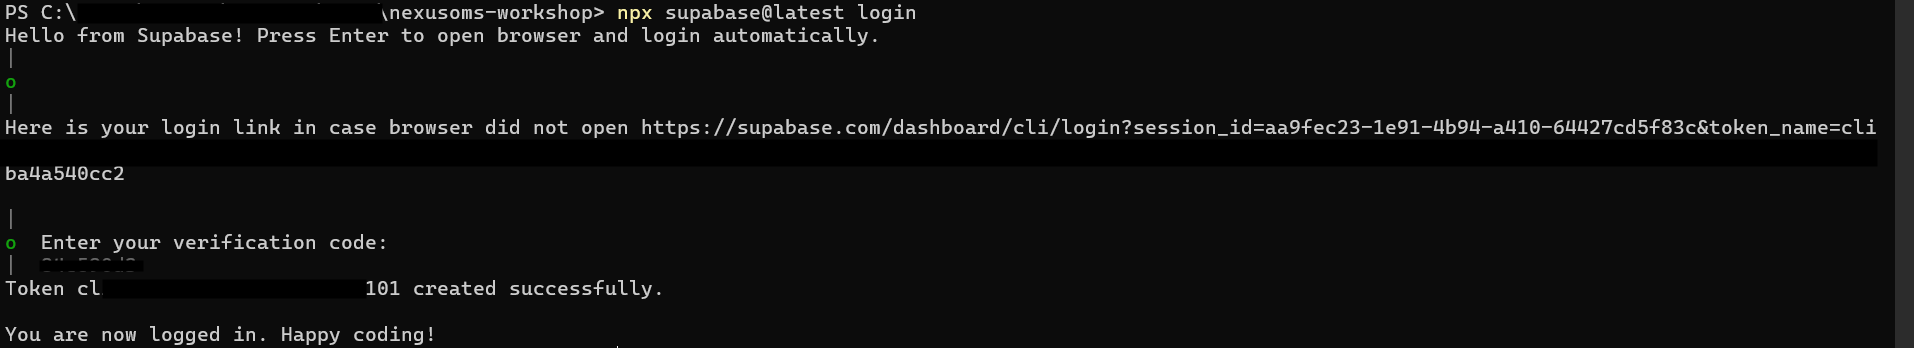 PS C:\ \nexusoms-workshop> npx supabase@latest login
Hello from Supabase! Press Enter to open browser and login automatically.
│
o
│
Here is your login link in case browser did not open https://supabase.com/dashboard/cli/login?session_id=aa9fec23-1e91-4b94-a410-64427cd5f83c&token_name=cli
ba4a540cc2
│
o  Enter your verification code:
│
Token cl 101 created successfully.
You are now logged in. Happy coding!